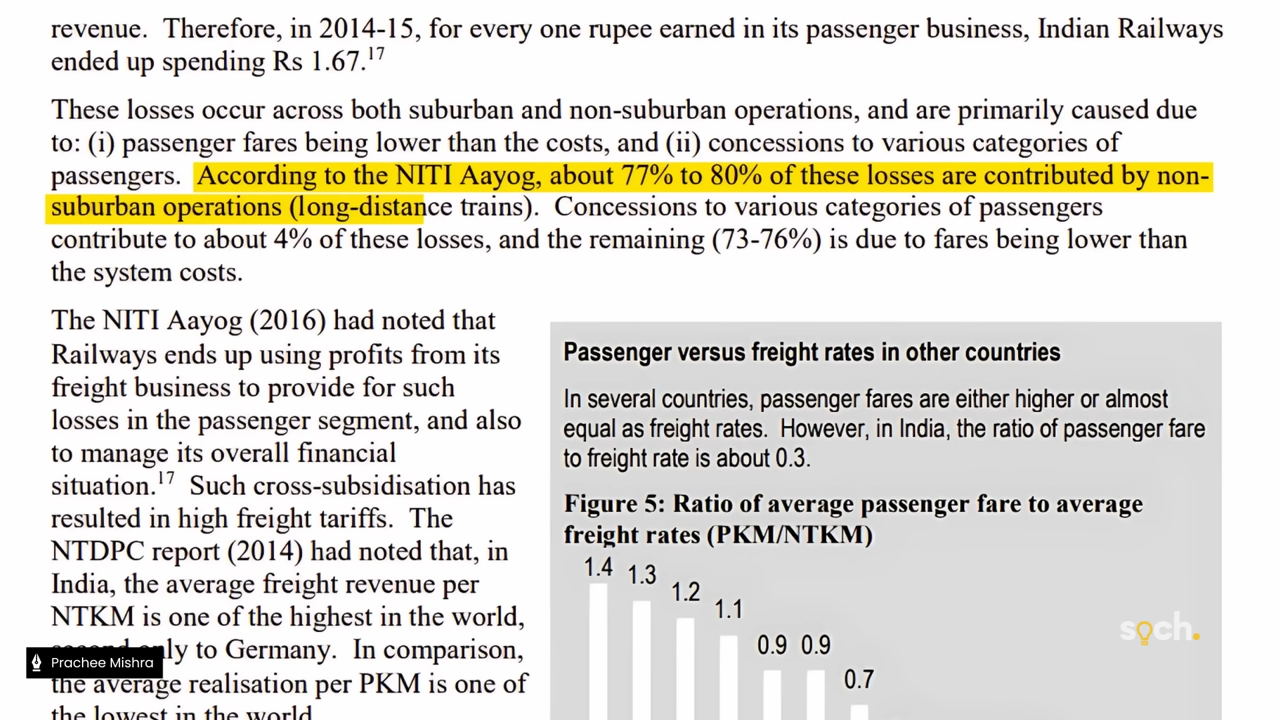 revenue. Therefore, in 2014-15, for every one rupee earned in its passenger business, Indian Railways
ended up spending Rs 1.67.17
These losses occur across both suburban and non-suburban operations, and are primarily caused due
to: (i) passenger fares being lower than the costs, and (ii) concessions to various categories of
passengers. According to the NITI Aayog, about 77% to 80% of these losses are contributed by non-
suburban operations (long-distance trains). Concessions to various categories of passengers
contribute to about 4% of these losses, and the remaining (73-76%) is due to fares being lower than
the system costs.
The NITI Aayog (2016) had noted that
Railways ends up using profits from its
freight business to provide for such
losses in the passenger segment, and also
to manage its overall financial
situation.17 Such cross-subsidisation has
resulted in high freight tariffs. The
NTDPC report (2014) had noted that, in
India, the average freight revenue per
NTKM is one of the highest in the world,
only to Germany. In comparison,
the average realisation per PKM is one of
the lowest in the world
Passenger versus freight rates in other countries
In several countries, passenger fares are either higher or almost
equal as freight rates. However, in India, the ratio of passenger fare
to freight rate is about 0.3.
Figure 5: Ratio of average passenger fare to average
freight rates (PKM/NTKM)
1.4 1.3 1.2 1.1 0.9 0.9 0.7
soch.
Prachee Mishra